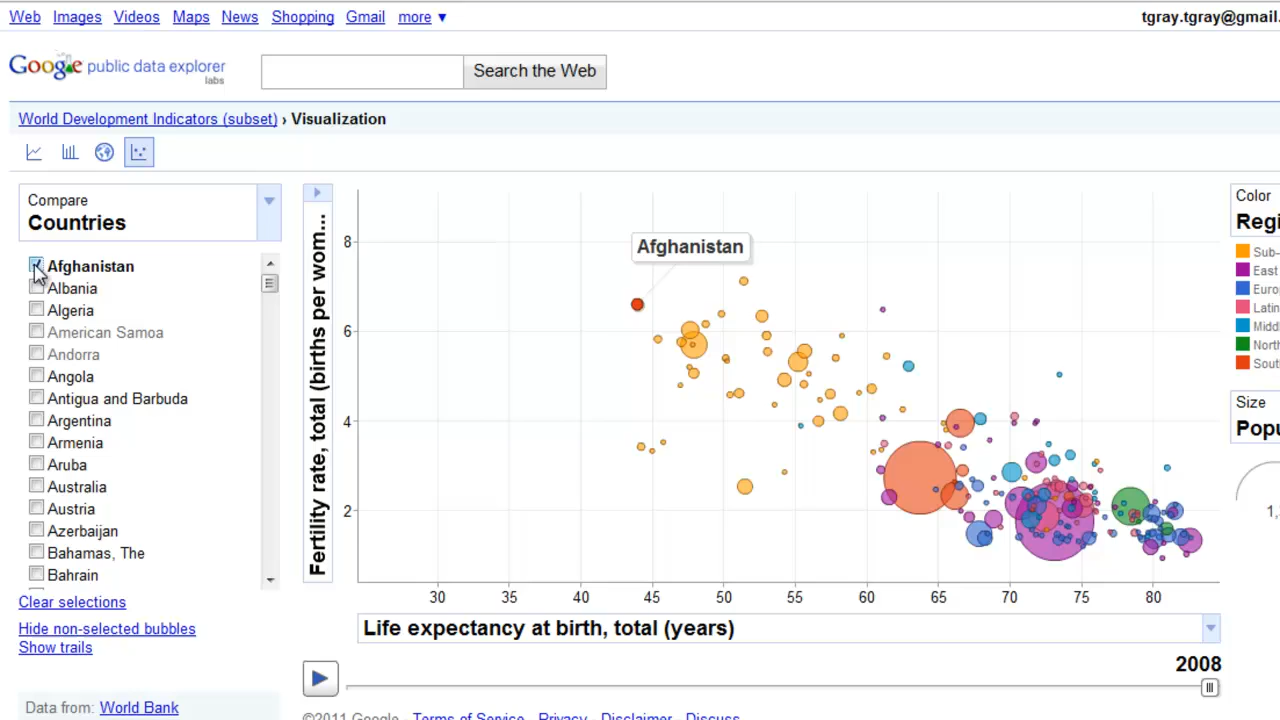 Web Images Videos Maps News Shopping Gmail more ▼
tgray.tgray@gmail.
Google public data explorer
labs
Search the Web
World Development Indicators (subset) › Visualization
Compare
Countries
Afghanistan
Albania
Algeria
American Samoa
Andorra
Angola
Antigua and Barbuda
Argentina
Armenia
Aruba
Australia
Austria
Azerbaijan
Bahamas, The
Bahrain
Clear selections
Hide non-selected bubbles
Show trails
Data from: World Bank
Fertility rate, total (births per wom...
8
6
4
2
Afghanistan
30 35 40 45 50 55 60 65 70 75 80
Life expectancy at birth, total (years)
2008
©2011 Google - Terms of Service - Privacy - Disclaimer - Discuss
Color
Regi
Sub-
East
Euro
Latin
Midd
Nort
Sout
Size
Popu
1,